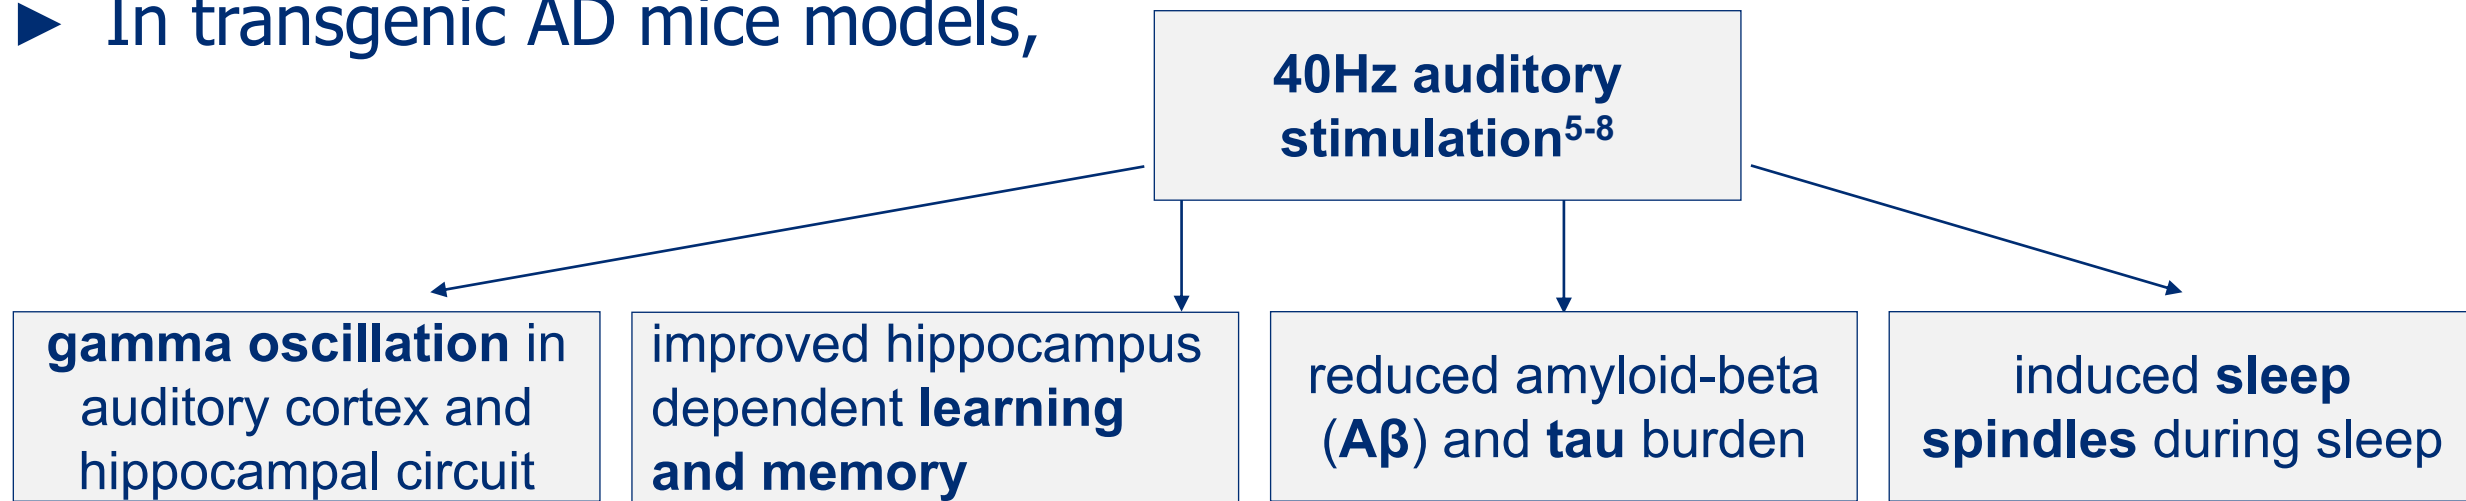 ► In transgenic AD mice models,
40Hz auditory
stimulation⁵⁻⁸
gamma oscillation in
auditory cortex and
hippocampal circuit
improved hippocampus
dependent learning
and memory
reduced amyloid-beta
(Aβ) and tau burden
induced sleep
spindles during sleep